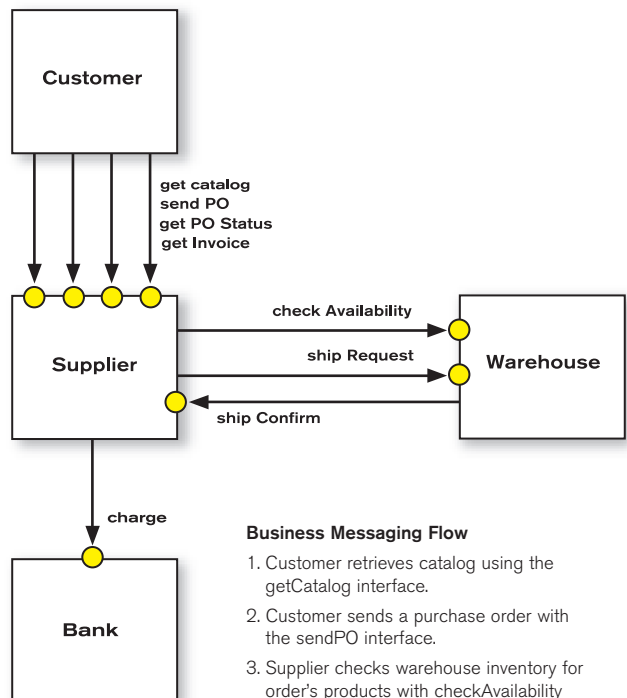 Customer
get catalog
send PO
get PO Status
get Invoice
check Availability
Supplier
ship Request
Warehouse
ship Confirm
charge
Bank
Business Messaging Flow
1. Customer retrieves catalog using the
getCatalog interface.
2. Customer sends a purchase order with
the sendPO interface.
3. Supplier checks warehouse inventory for
order's products with checkAvailability